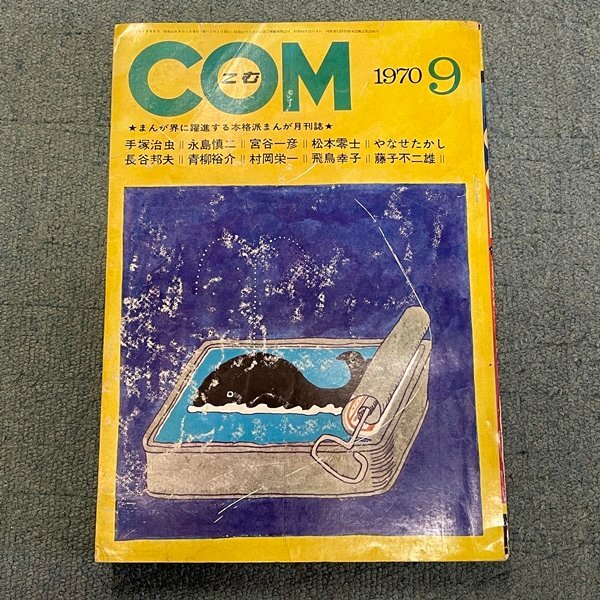 COM
こむ
1970 9
★まんが界に躍進する本格派まんが月刊誌★
手塚治虫 || 永島慎二 || 宮谷一彦 || 松本零士 || やなせたかし
長谷邦夫 || 青柳裕介 || 村岡栄一 || 飛鳥幸子 || 藤子不二雄 ||